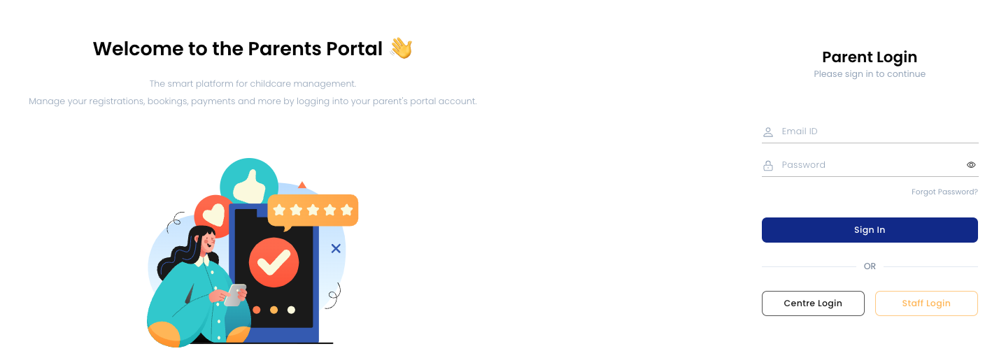 Welcome to the Parents Portal 👋
The smart platform for childcare management.
Manage your registrations, bookings, payments and more by logging into your parent's portal account.
Parent Login
Please sign in to continue
Email ID
Password
Forgot Password?
Sign In
OR
Centre Login
Staff Login